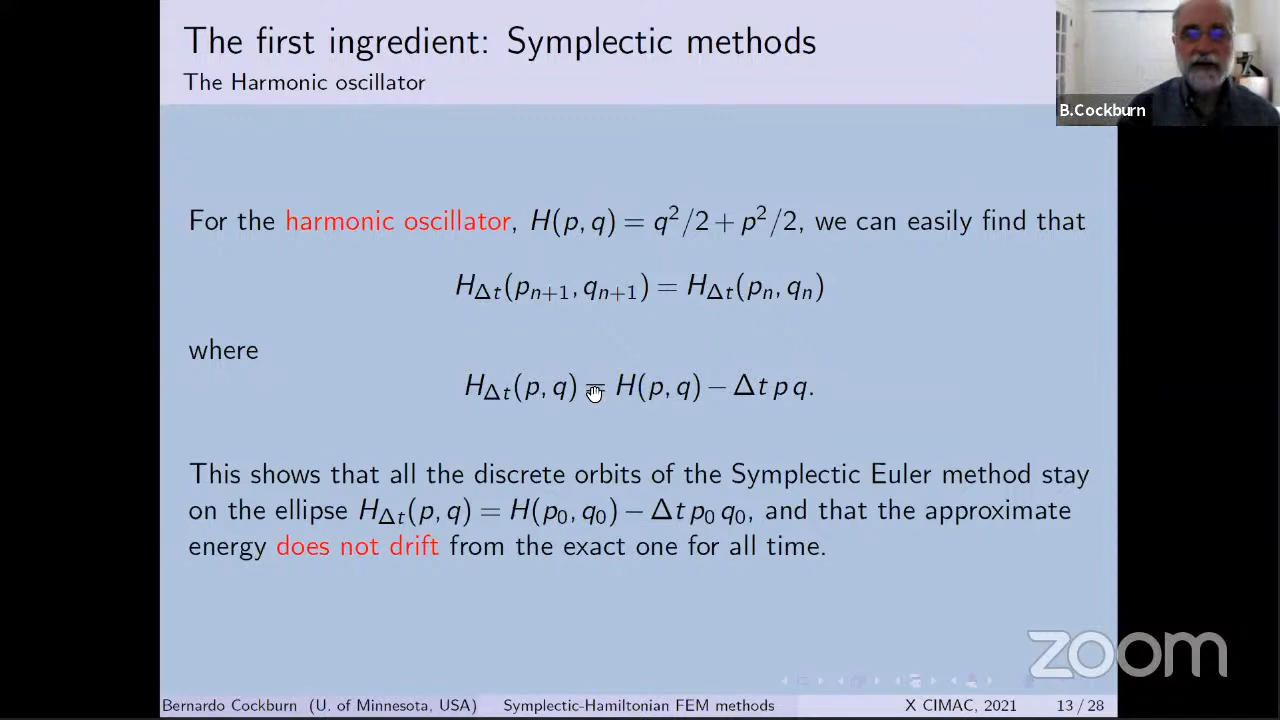 The first ingredient: Symplectic methods
The Harmonic oscillator
B.Cockburn
For the harmonic oscillator, H(p, q) = q²/2 + p²/2, we can easily find that
H_Δt(p_{n+1}, q_{n+1}) = H_Δt(p_n, q_n)
where
H_Δt(p, q) = H(p, q) − Δt p q.
This shows that all the discrete orbits of the Symplectic Euler method stay
on the ellipse H_Δt(p, q) = H(p₀, q₀) − Δt p₀ q₀, and that the approximate
energy does not drift from the exact one for all time.
zoom
Bernardo Cockburn (U. of Minnesota, USA) Symplectic-Hamiltonian FEM methods X CIMAC, 2021 13 / 28